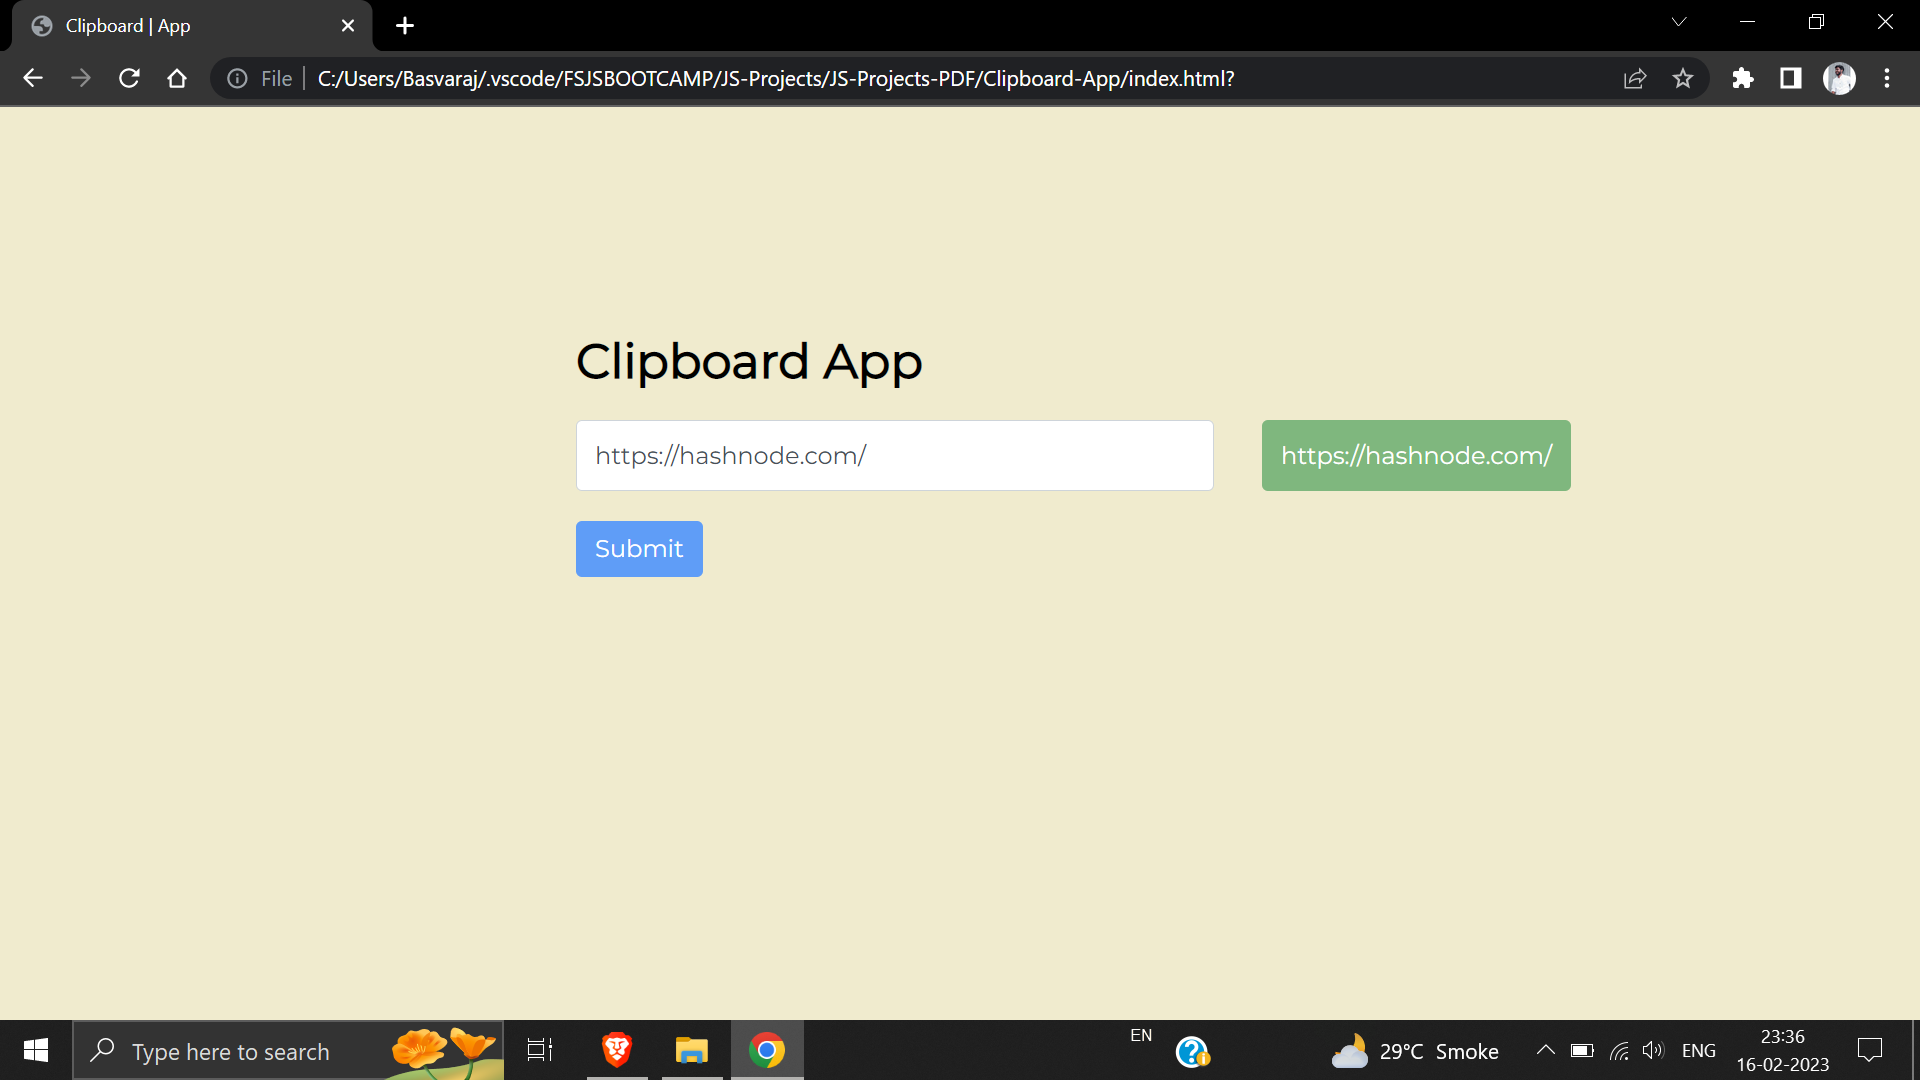 Clipboard | App
File
C:/Users/Basvaraj/.vscode/FSJSBOOTCAMP/JS-Projects/JS-Projects-PDF/Clipboard-App/index.html?
Clipboard App
https://hashnode.com/
https://hashnode.com/
Submit
Type here to search
EN
29°C Smoke
ENG
23:36
16-02-2023